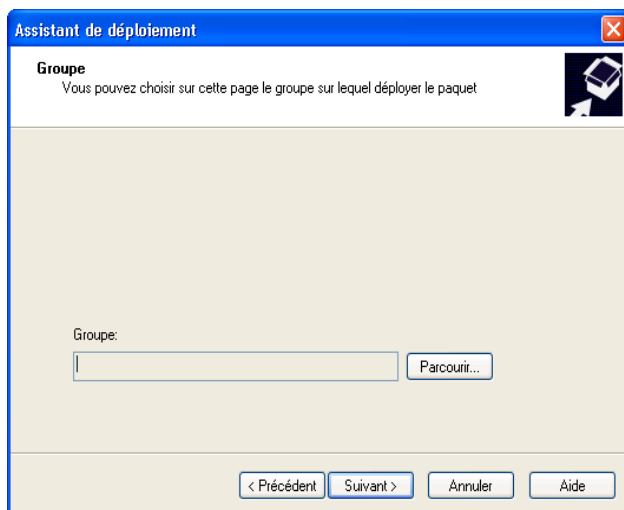 Assistant de déploiement
Groupe
Vous pouvez choisir sur cette page le groupe sur lequel déployer le paquet
Groupe:
Parcourir...
< Précédent Suivant > Annuler Aide